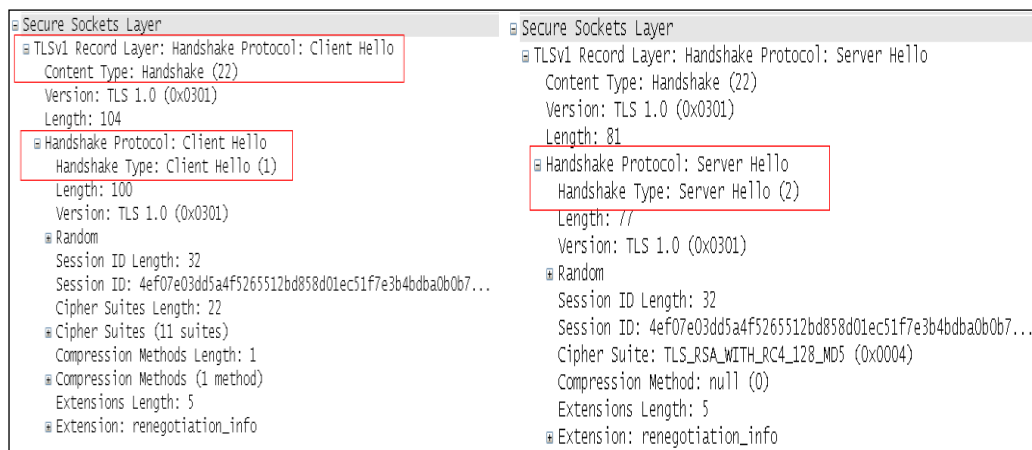 Secure Sockets Layer
TLSv1 Record Layer: Handshake Protocol: Client Hello
Content Type: Handshake (22)
Version: TLS 1.0 (0x0301)
Length: 104
Handshake Protocol: Client Hello
Handshake Type: Client Hello (1)
Length: 100
Version: TLS 1.0 (0x0301)
Random
Session ID Length: 32
Session ID: 4ef07e03dd5a4f5265512bd858d01ec51f7e3b4bdba0b0b7...
Cipher Suites Length: 22
Cipher Suites (11 suites)
Compression Methods Length: 1
Compression Methods (1 method)
Extensions Length: 5
Extension: renegotiation_info
Secure Sockets Layer
TLSv1 Record Layer: Handshake Protocol: Server Hello
Content Type: Handshake (22)
Version: TLS 1.0 (0x0301)
Length: 81
Handshake Protocol: Server Hello
Handshake Type: Server Hello (2)
Length: 77
Version: TLS 1.0 (0x0301)
Random
Session ID Length: 32
Session ID: 4ef07e03dd5a4f5265512bd858d01ec51f7e3b4bdba0b0b7...
Cipher Suite: TLS_RSA_WITH_RC4_128_MD5 (0x0004)
Compression Method: null (0)
Extensions Length: 5
Extension: renegotiation_info